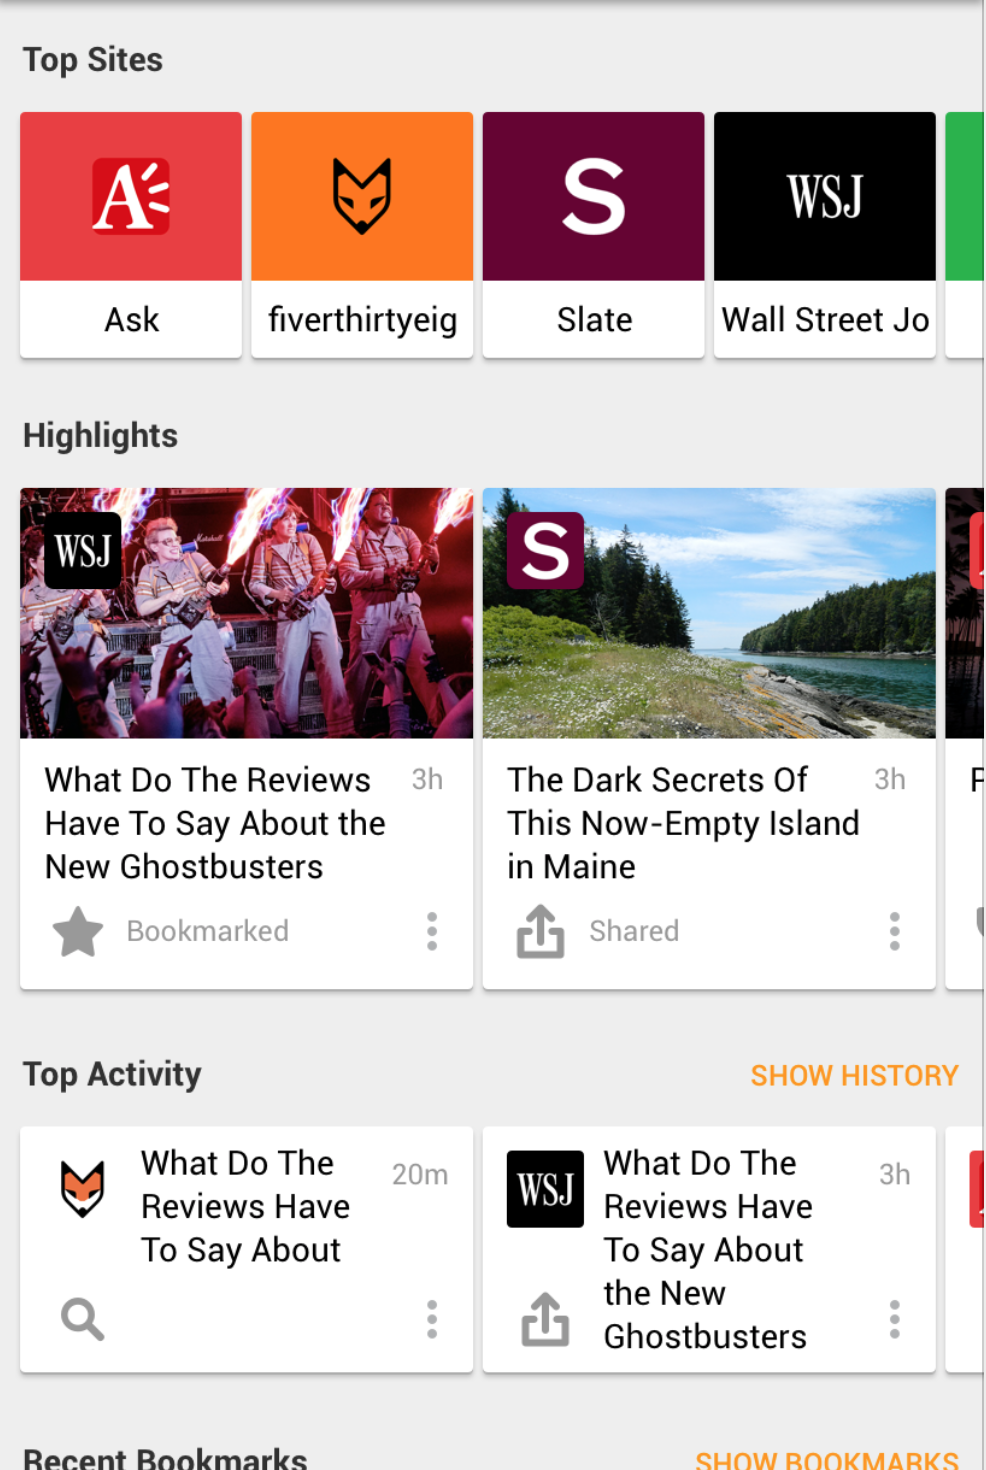 Top Sites
A
S
WSJ
Ask
fiverthirtyeig
Slate
Wall Street Jo
Highlights
WSJ
Marshall
S
What Do The Reviews
Have To Say About the
New Ghostbusters
3h
The Dark Secrets Of
This Now-Empty Island
in Maine
3h
Bookmarked
Shared
Top Activity
SHOW HISTORY
What Do The
Reviews Have
To Say About
20m
WSJ
What Do The
Reviews Have
To Say About
the New
Ghostbusters
3h
Recent Bookmarks
SHOW BOOKMARKS